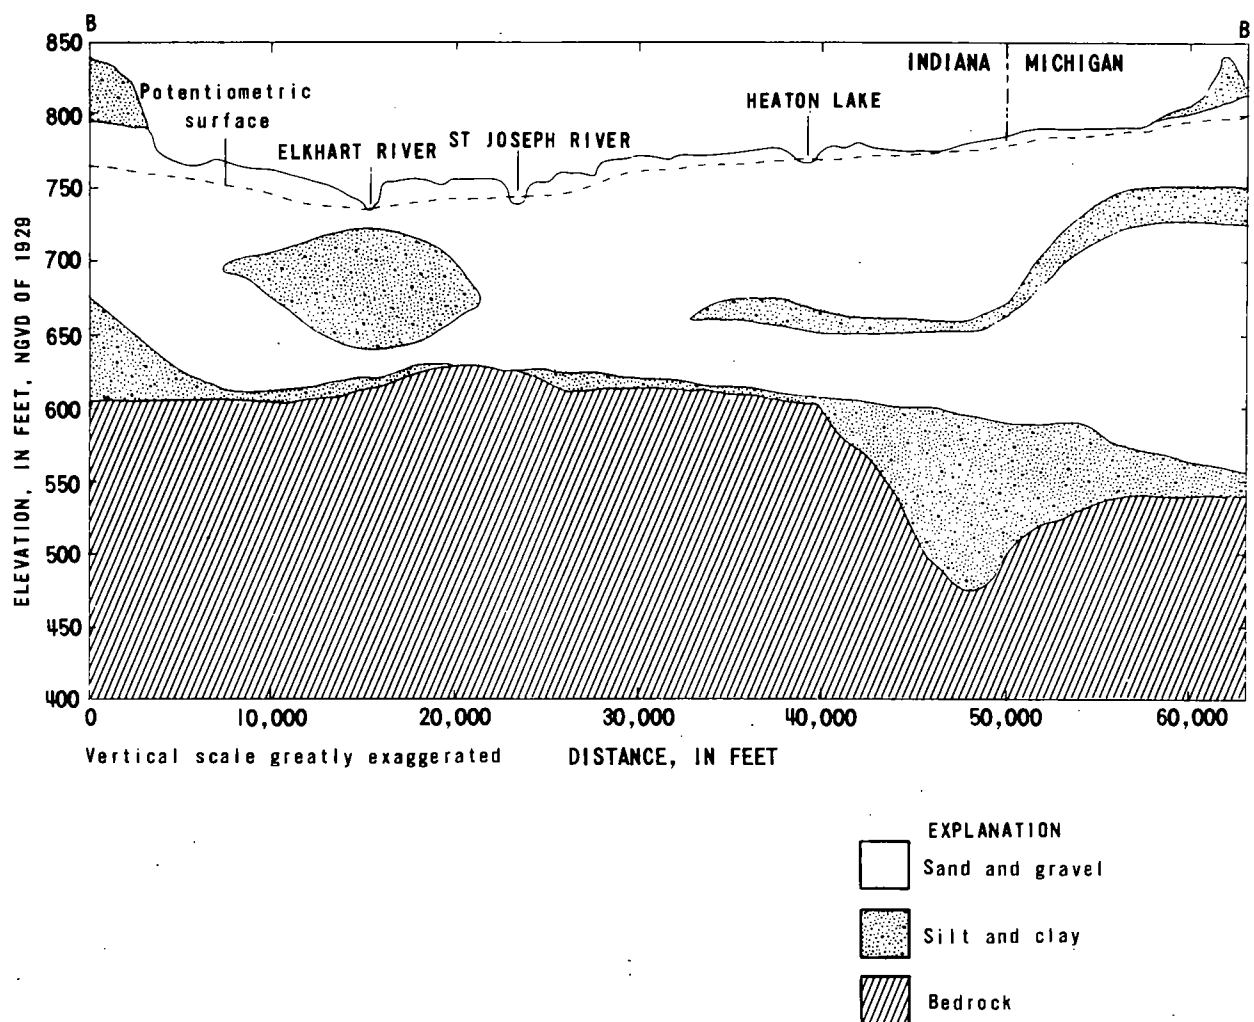 B B
850
INDIANA MICHIGAN
Potentiometric
surface
HEATON LAKE
800
ELKHART RIVER ST JOSEPH RIVER
750
700
650
600
550
500
450
400
ELEVATION, IN FEET, NGVD OF 1929
0 10,000 20,000 30,000 40,000 50,000 60,000
Vertical scale greatly exaggerated DISTANCE, IN FEET
EXPLANATION
Sand and gravel
Silt and clay
Bedrock